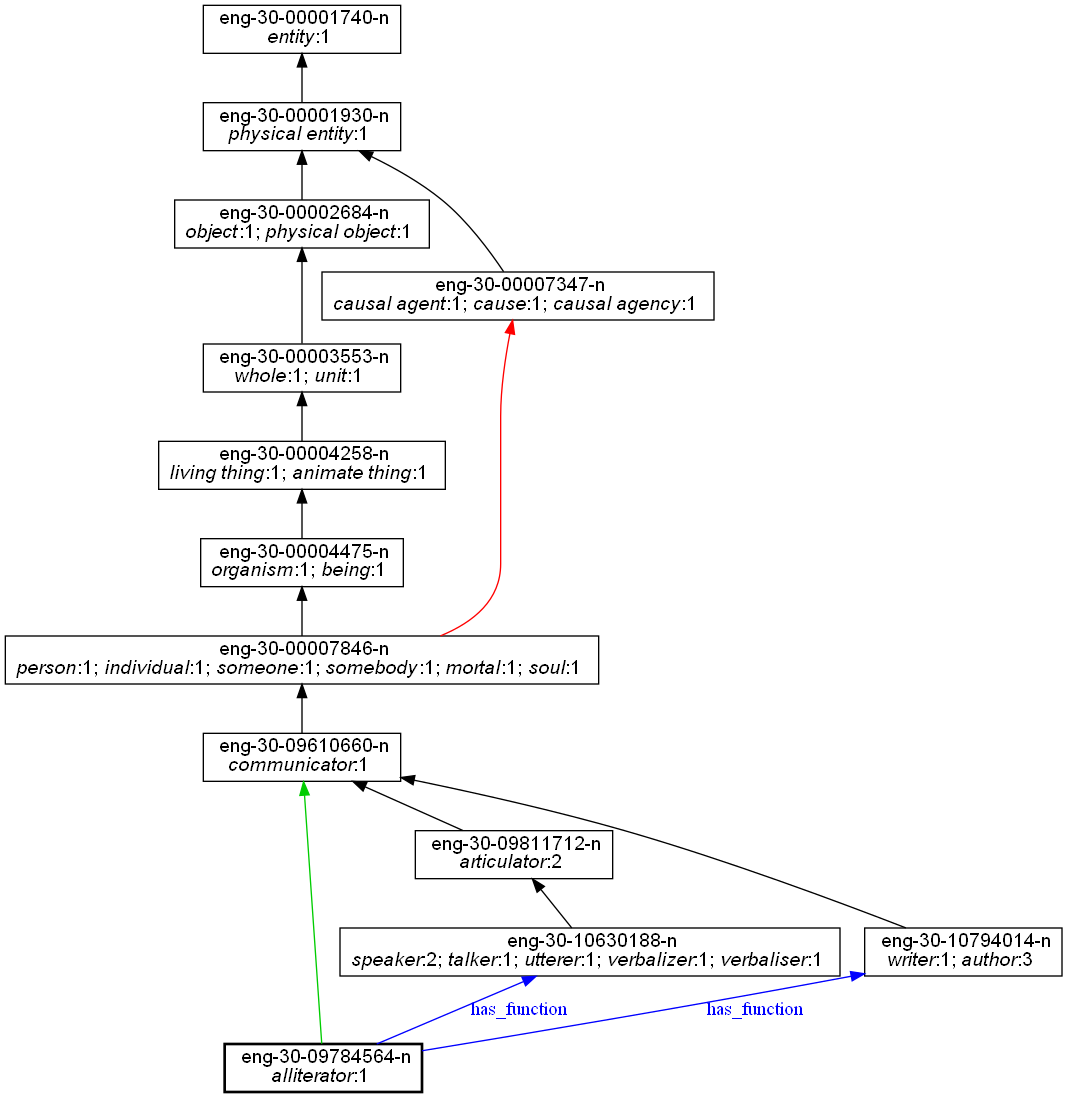 eng-30-00001740-n
entity:1
eng-30-00001930-n
physical entity:1
eng-30-00002684-n
object:1; physical object:1
eng-30-00007347-n
causal agent:1; cause:1; causal agency:1
eng-30-00003553-n
whole:1; unit:1
eng-30-00004258-n
living thing:1; animate thing:1
eng-30-00004475-n
organism:1; being:1
eng-30-00007846-n
person:1; individual:1; someone:1; somebody:1; mortal:1; soul:1
eng-30-09610660-n
communicator:1
eng-30-09811712-n
articulator:2
eng-30-10630188-n
speaker:2; talker:1; utterer:1; verbalizer:1; verbaliser:1
eng-30-10794014-n
writer:1; author:3
has_function
has_function
eng-30-09784564-n
alliterator:1